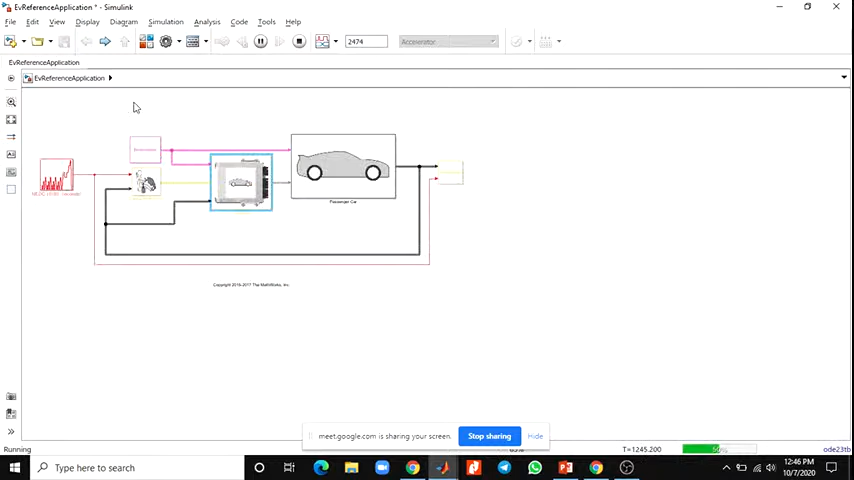 EvReferenceApplication * - Simulink
File Edit View Display Diagram Simulation Analysis Code Tools Help
2474 Accelerator
EvReferenceApplication
EvReferenceApplication
Passenger Car
Copyright 2015-2017 The MathWorks, Inc.
meet.google.com is sharing your screen. Stop sharing Hide
Running T=1245.200 ode23tb
Type here to search
12:46 PM
10/7/2020